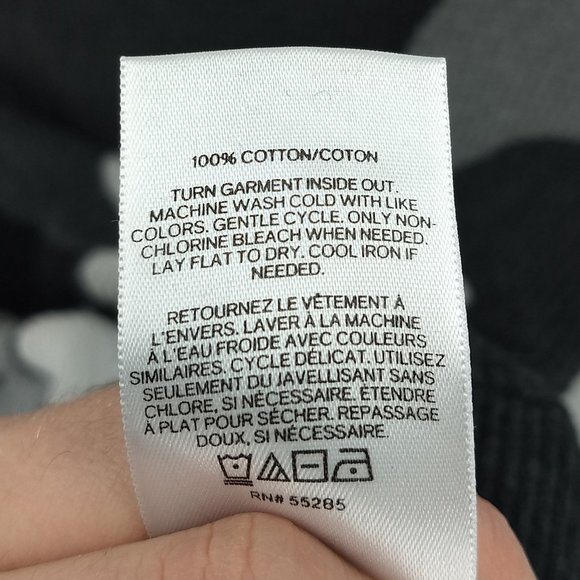 100% COTTON/COTON
TURN GARMENT INSIDE OUT.
MACHINE WASH COLD WITH LIKE
COLORS. GENTLE CYCLE. ONLY NON-
CHLORINE BLEACH WHEN NEEDED.
LAY FLAT TO DRY. COOL IRON IF
NEEDED.
RETOURNEZ LE VÊTEMENT À
L'ENVERS. LAVER À LA MACHINE
À L'EAU FROIDE AVEC COULEURS
SIMILAIRES. CYCLE DÉLICAT. UTILISEZ
SEULEMENT DU JAVELLISANT SANS
CHLORE, SI NÉCESSAIRE. ÉTENDRE
À PLAT POUR SÉCHER. REPASSAGE
DOUX, SI NÉCESSAIRE.
RN# 55285